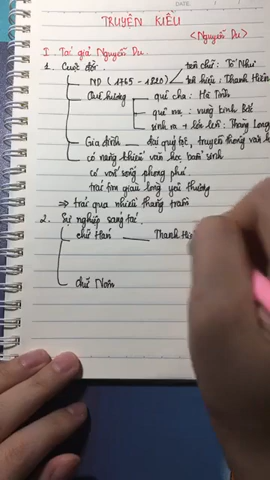 TRUYỆN KIỀU
<Nguyễn Du>
I. Tác giả Nguyễn Du.
1. Cuộc đời
tên chữ: Tố Như
ND (1765 - 1820)
tên hiệu: Thanh Hiên
Quê hương
quê cha: Hà Tĩnh
quê mẹ: vùng kinh Bắc
sinh ra + lớn lên: Thăng Long
Gia đình — đại quý tộc, truyền thống văn h
có năng khiếu văn học bẩm sinh
có vốn sống phong phú
trái tim giàu lòng yêu thương
⇒ trải qua nhiều thăng trầm
2. Sự nghiệp sáng tác
chữ Hán — Thanh Hi
chữ Nôm